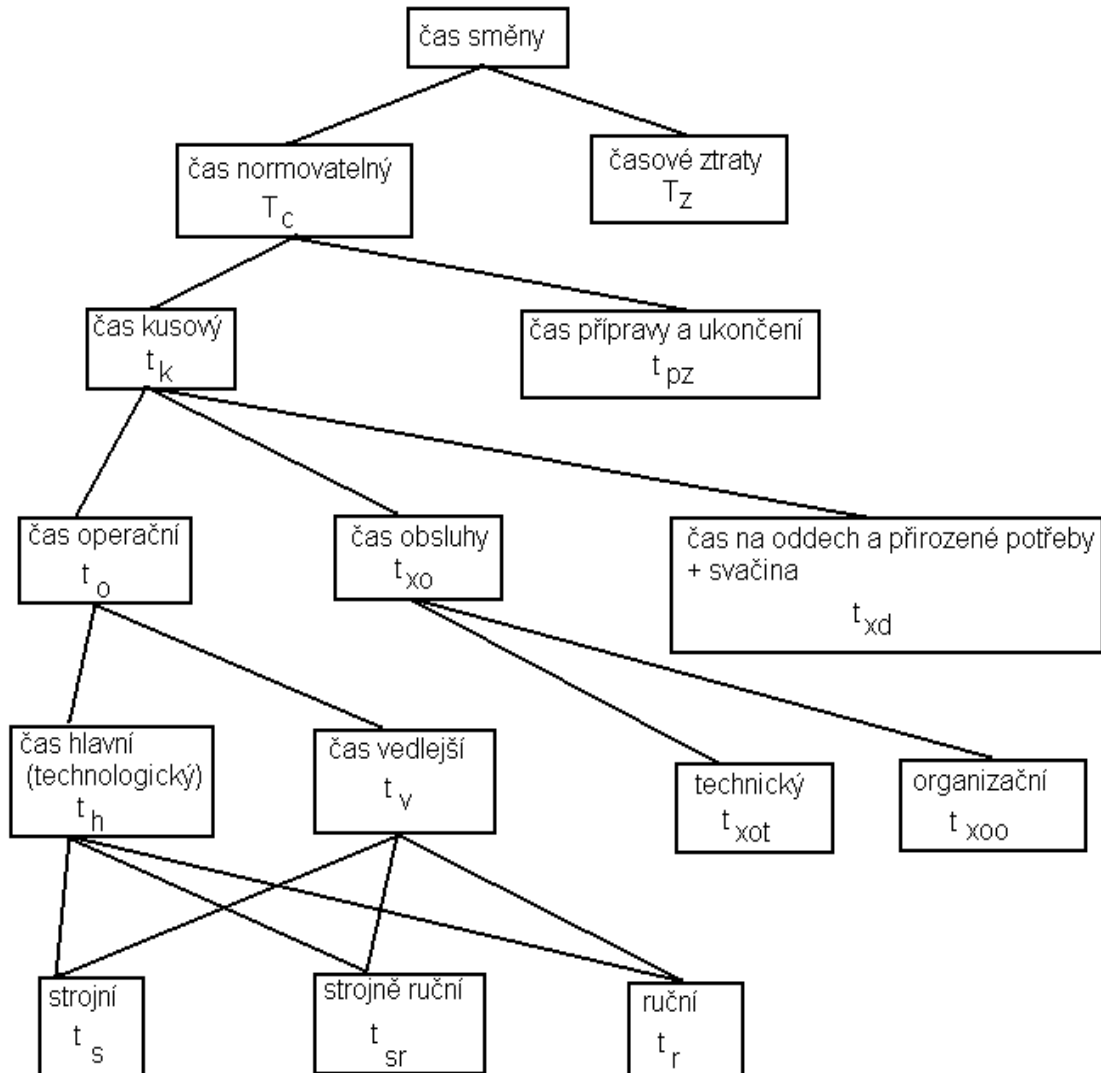 čas směny
čas normovatelný
T c
časové ztraty
T z
čas kusový
t k
čas přípravy a ukončení
t pz
čas operační
t o
čas obsluhy
t xo
čas na oddech a přirozené potřeby
+ svačina
t xd
čas hlavní
(technologický)
t h
čas vedlejší
t v
technický
t xot
organizační
t xoo
strojní
t s
strojně ruční
t sr
ruční
t r